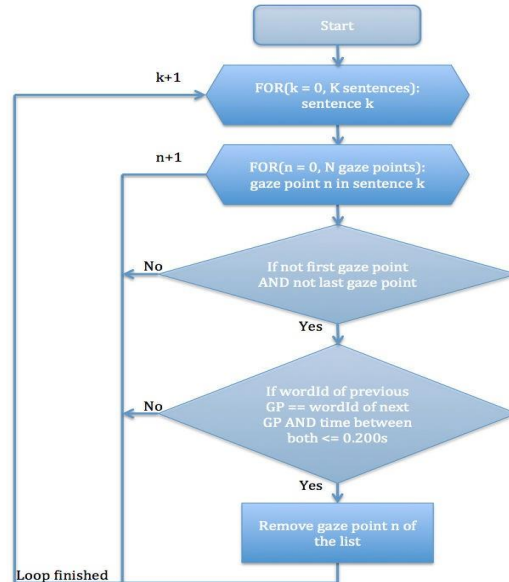 Start
k+1
FOR(k = 0, K sentences):
sentence k
n+1
FOR(n = 0, N gaze points):
gaze point n in sentence k
No
If not first gaze point
AND not last gaze point
Yes
If wordId of previous
GP == wordId of next
GP AND time between
both <= 0.200s
No
Yes
Remove gaze point n of
the list
Loop finished